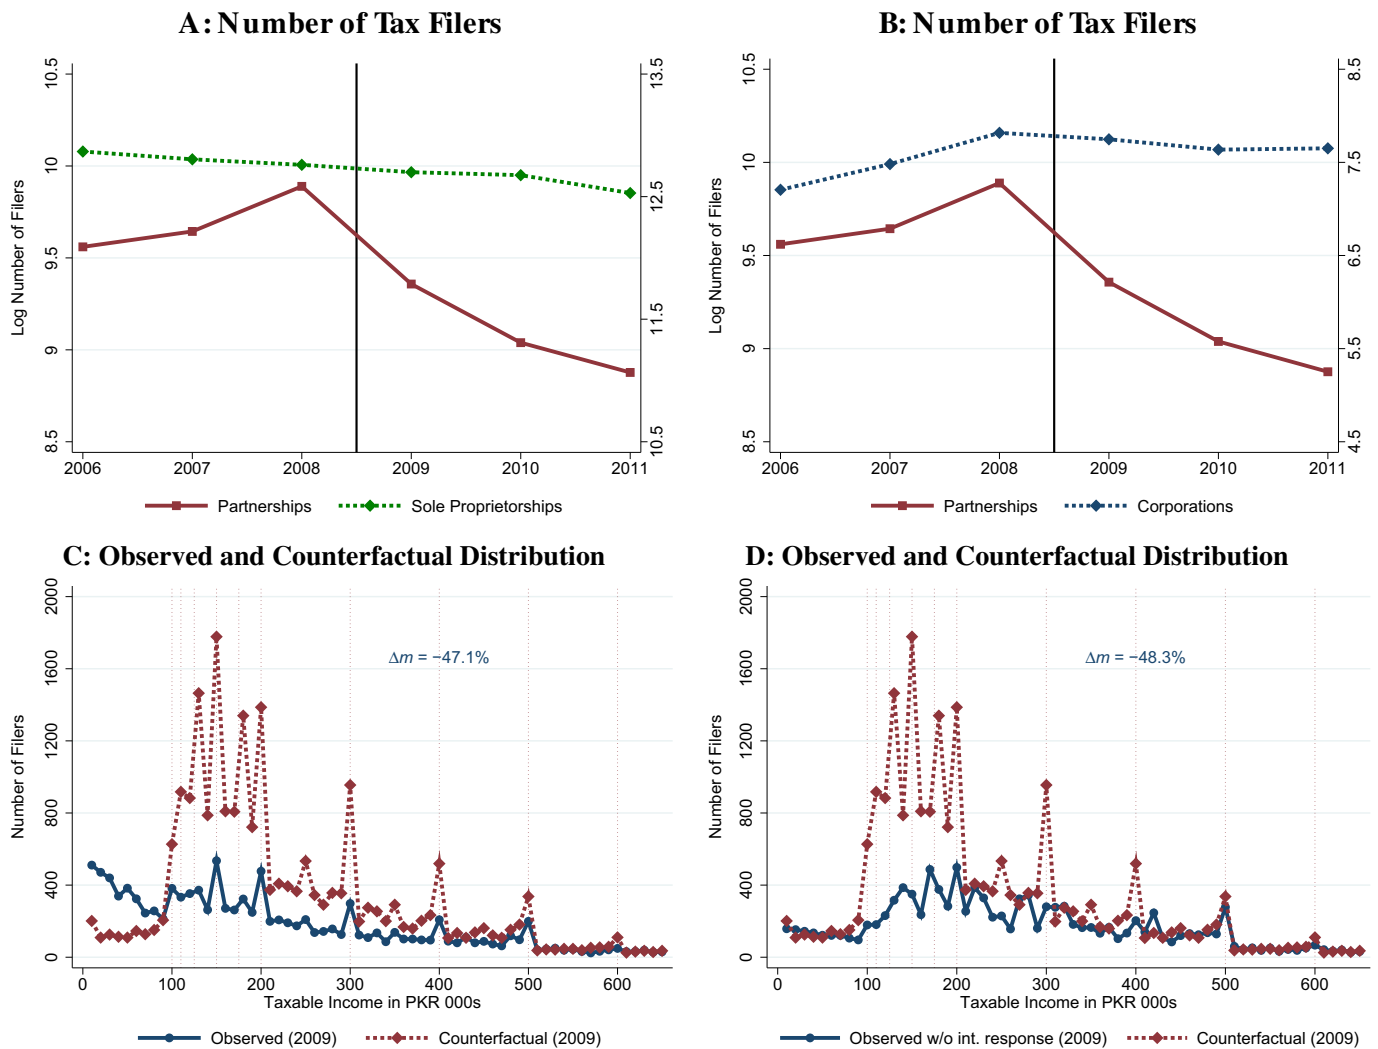 A: Number of Tax Filers
B: Number of Tax Filers
Log Number of Filers
8.5 9 9.5 10 10.5
10.5 11.5 12.5 13.5
2006 2007 2008 2009 2010 2011
Partnerships Sole Proprietorships
Log Number of Filers
8.5 9 9.5 10 10.5
4.5 5.5 6.5 7.5 8.5
2006 2007 2008 2009 2010 2011
Partnerships Corporations
C: Observed and Counterfactual Distribution
D: Observed and Counterfactual Distribution
Number of Filers
0 400 800 1200 1600 2000
Δm = −47.1%
0 100 200 300 400 500 600
Taxable Income in PKR 000s
Observed (2009) Counterfactual (2009)
Number of Filers
0 400 800 1200 1600 2000
Δm = −48.3%
0 100 200 300 400 500 600
Taxable Income in PKR 000s
Observed w/o int. response (2009) Counterfactual (2009)